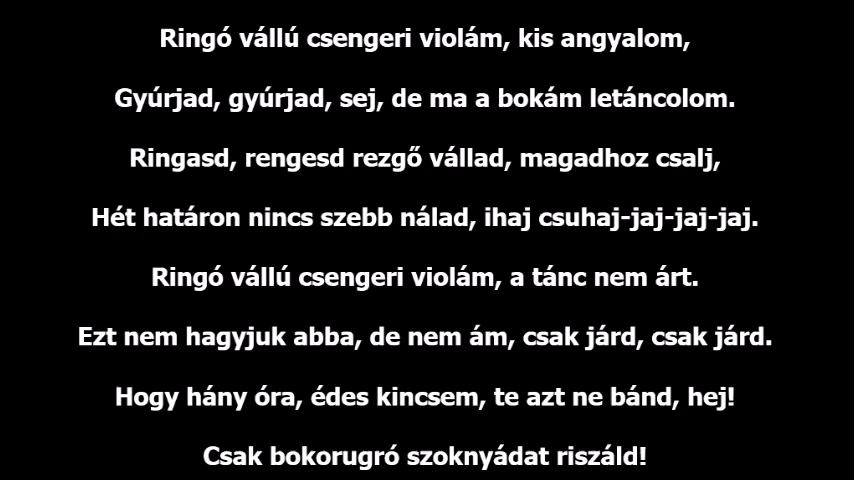 Ringó vállú csengeri violám, kis angyalom,
Gyúrjad, gyúrjad, sej, de ma a bokám letáncolom.
Ringasd, rengesd rezgő vállad, magadhoz csalj,
Hét határon nincs szebb nálad, ihaj csuhaj-jaj-jaj-jaj.
Ringó vállú csengeri violám, a tánc nem árt.
Ezt nem hagyjuk abba, de nem ám, csak járd, csak járd.
Hogy hány óra, édes kincsem, te azt ne bánd, hej!
Csak bokorugró szoknyádat riszáld!